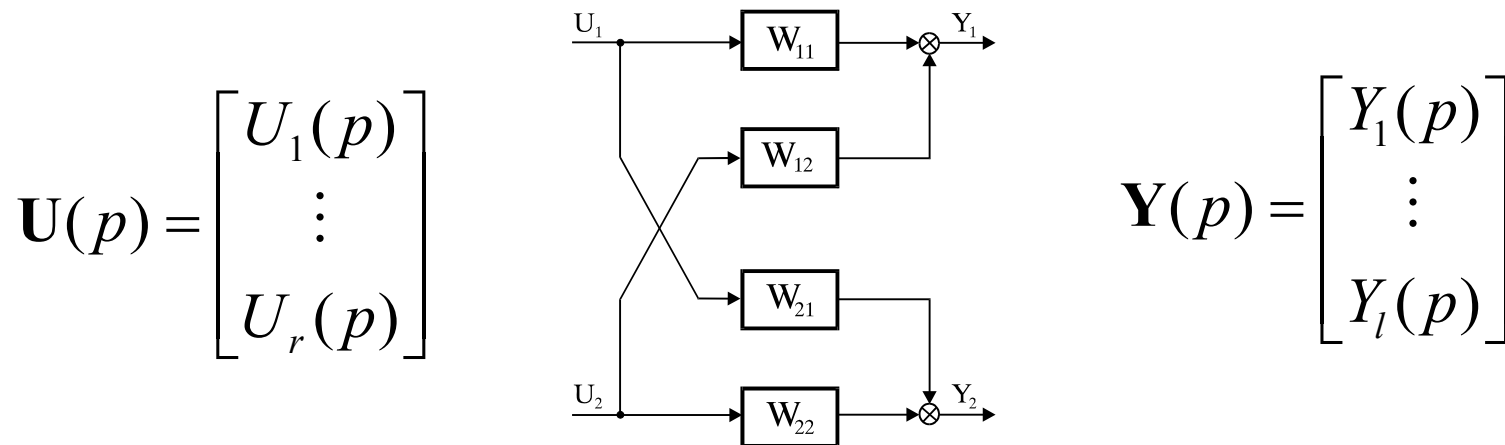 U(p) = [U₁(p) ⋮ Uᵣ(p)]
U₁
W₁₁
Y₁
W₁₂
W₂₁
U₂
W₂₂
Y₂
Y(p) = [Y₁(p) ⋮ Yₗ(p)]